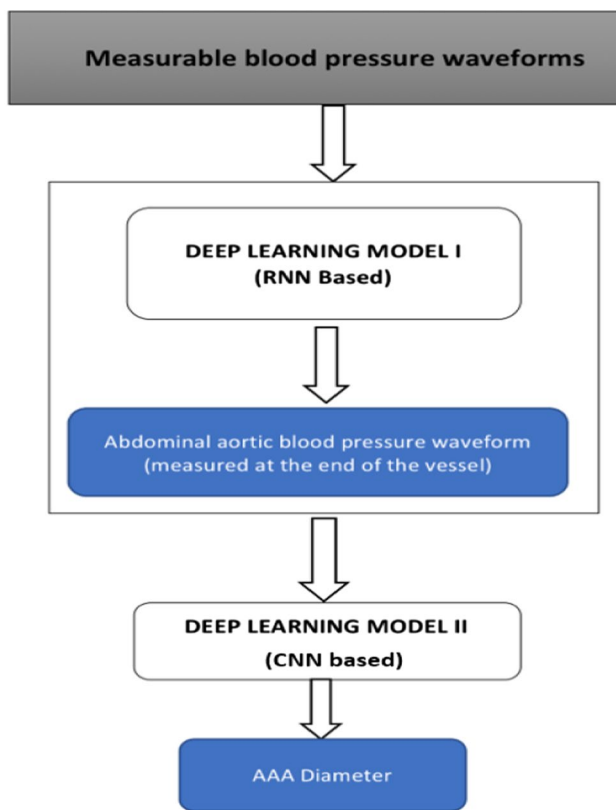 Measurable blood pressure waveforms
DEEP LEARNING MODEL I
(RNN Based)
Abdominal aortic blood pressure waveform
(measured at the end of the vessel)
DEEP LEARNING MODEL II
(CNN based)
AAA Diameter